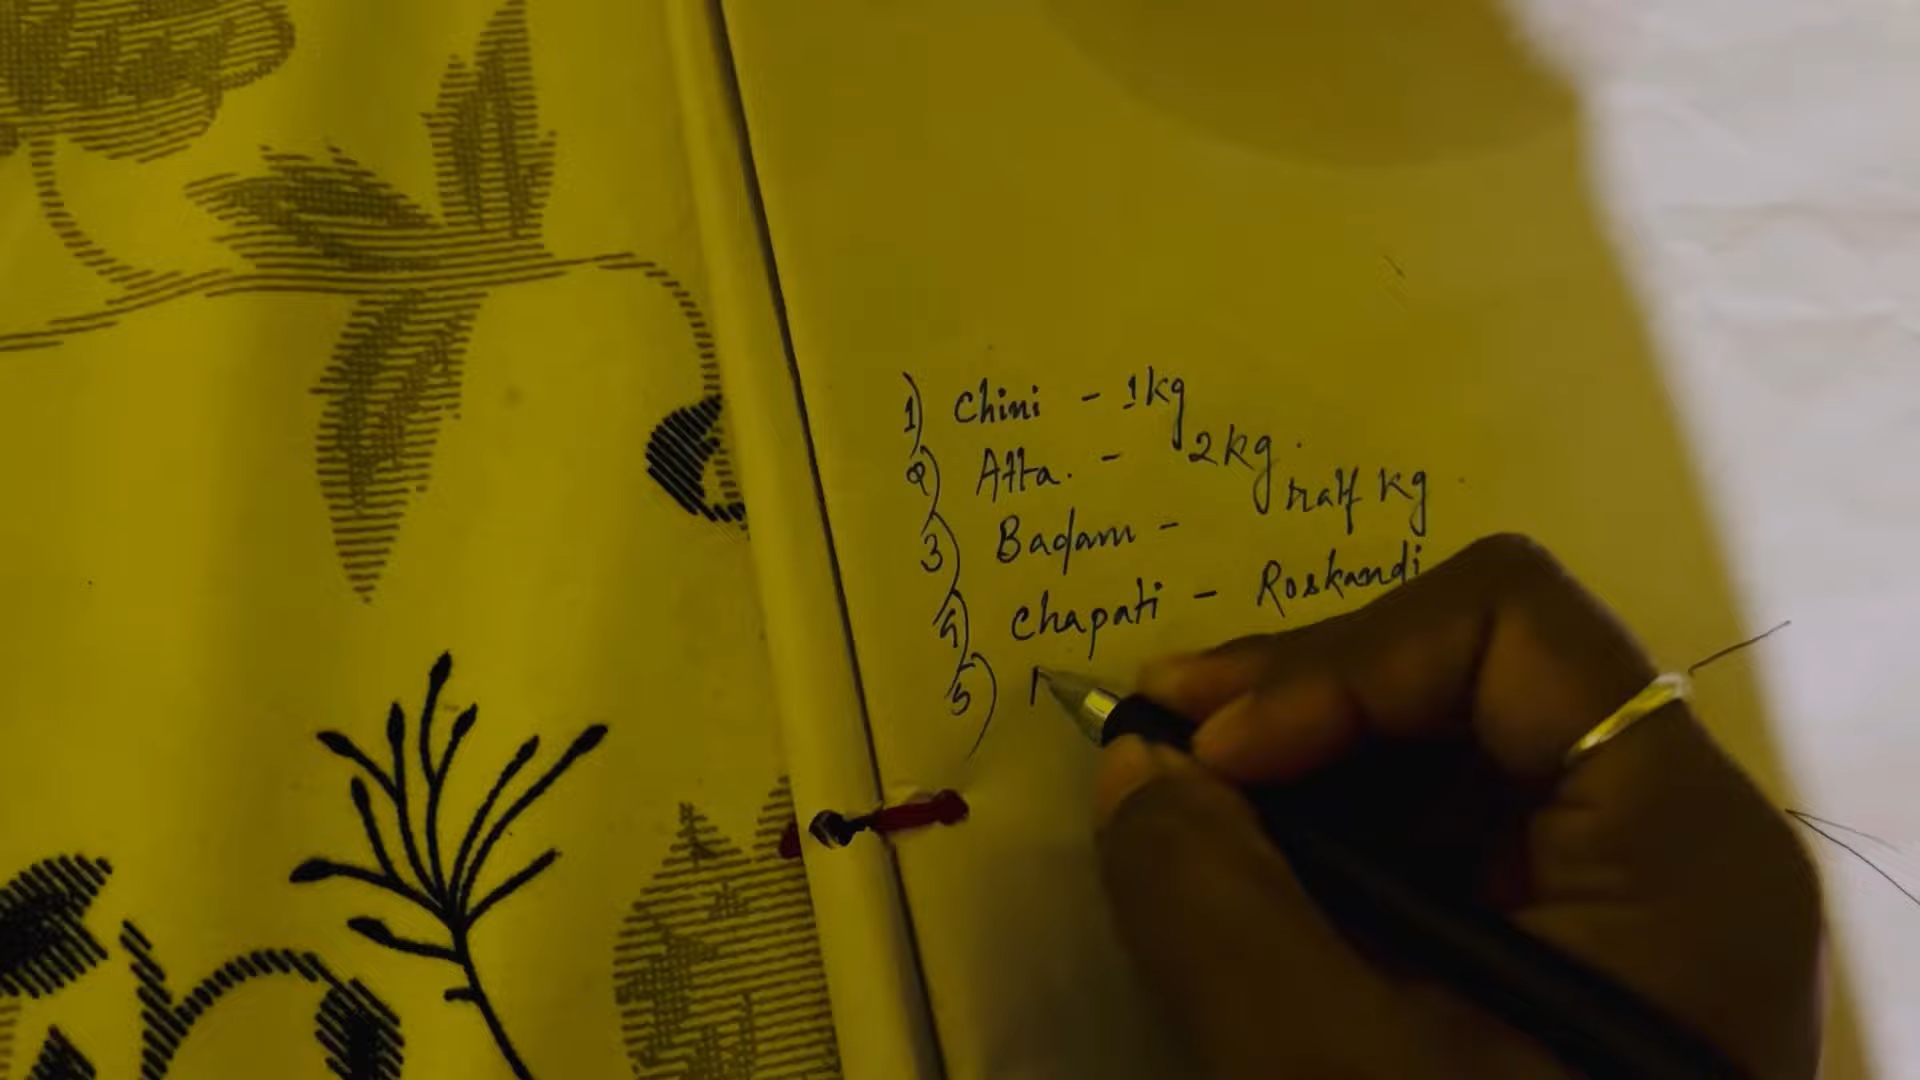 1) Chini - 1kg
2) Atta. - 2kg.
3) Badam - half kg
4) Chapati - Roskandi
5)